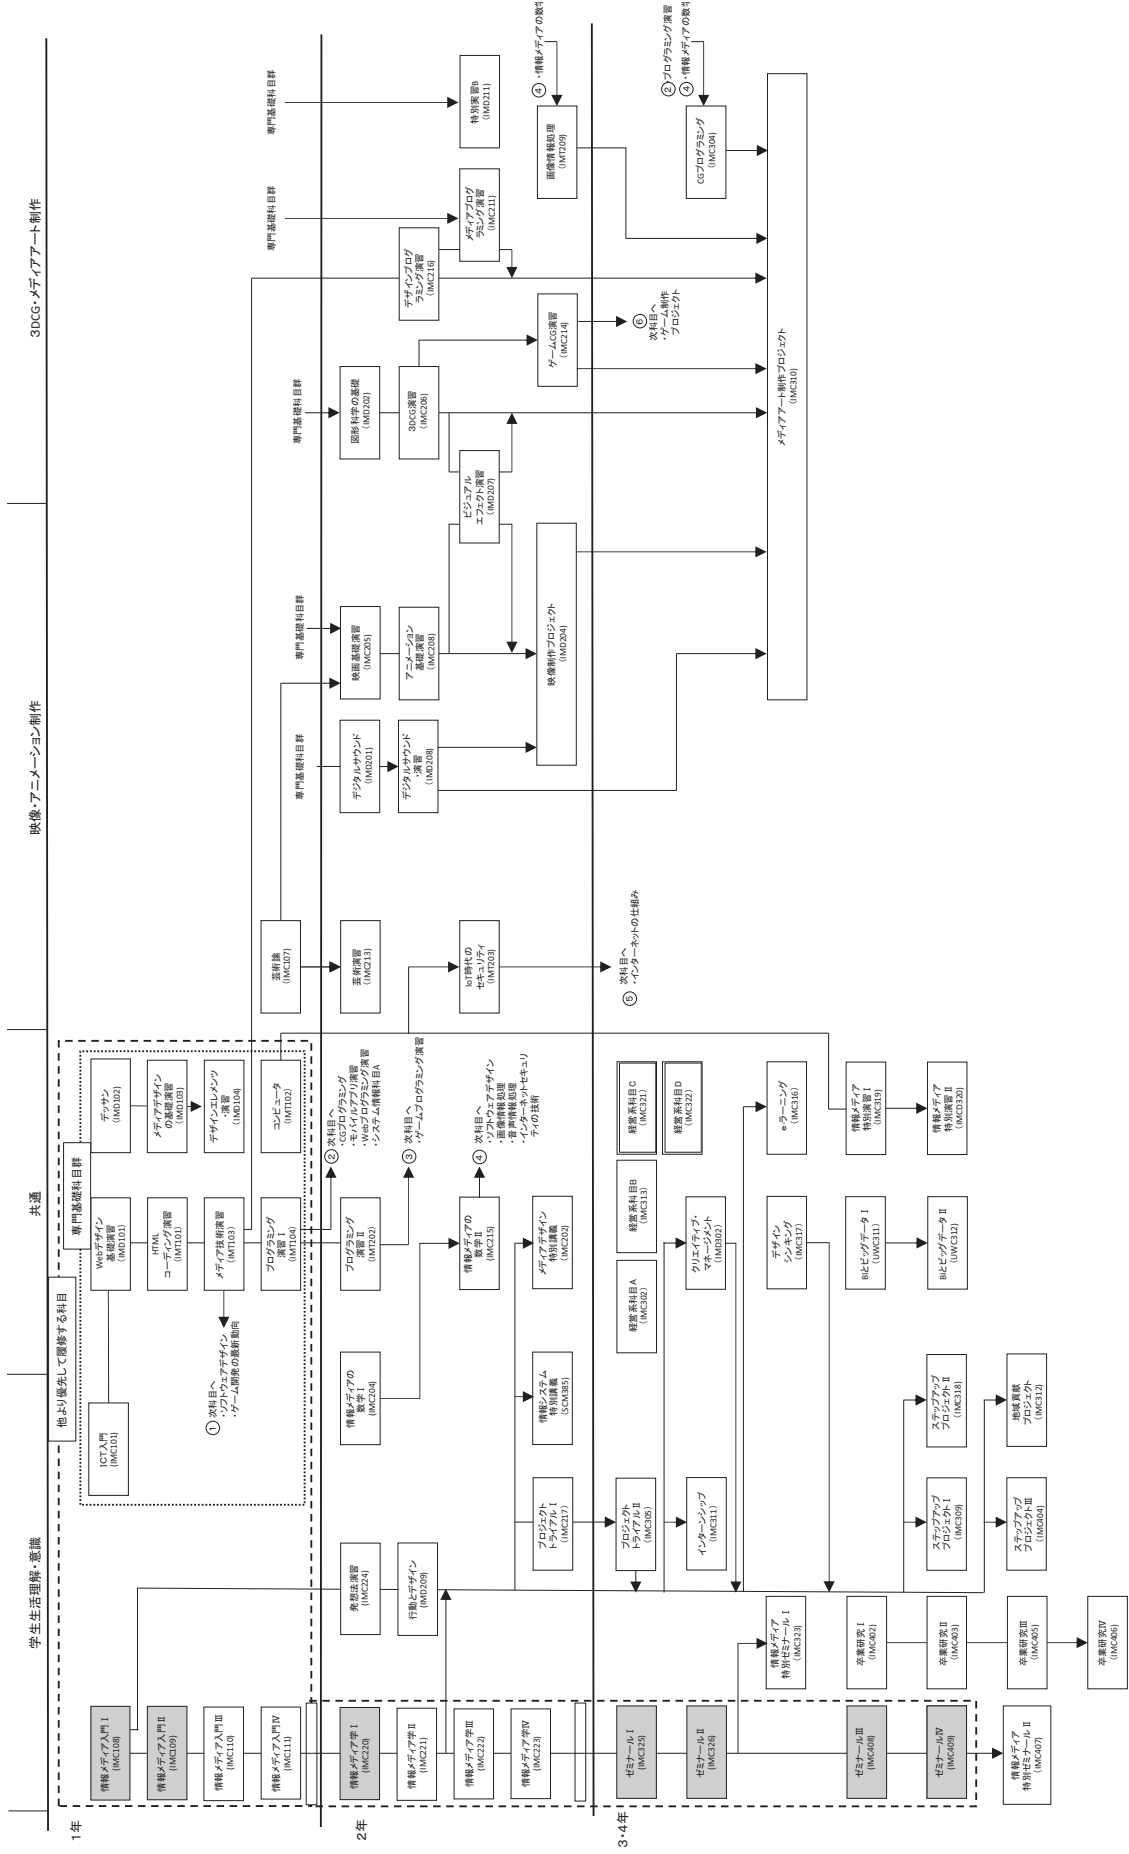 学生生活理解・意識
共通
映像・アニメーション制作
3DCG・メディアアート制作
1年
他より優先して履修する科目
専門基礎科目群
情報メディア入門Ⅰ
(IMC108)
情報メディア入門Ⅱ
(IMC109)
情報メディア入門Ⅲ
(IMC110)
情報メディア入門Ⅳ
(IMC111)
ICT入門
(IMC101)
Webデザイン
基礎演習
(IMD101)
HTML
コーディング演習
(IMT101)
メディア技術演習
(IMT103)
プログラミング
演習Ⅰ
(IMT104)
デッサン
(IMD102)
メディアデザイン
の基礎演習
(IMD103)
デザインエレメンツ
・演習
(IMD104)
コンピュータ
(IMT102)
① 次科目へ
・ソフトウェアデザイン
・ゲーム開発の最新動向
芸術論
(IMC107)
専門基礎科目群
専門基礎科目群
専門基礎科目群
専門基礎科目群
専門基礎科目群
2年
情報メディア学Ⅰ
(IMC220)
情報メディア学Ⅱ
(IMC221)
情報メディア学Ⅲ
(IMC222)
情報メディア学Ⅳ
(IMC223)
発想法演習
(IMC224)
行動とデザイン
(IMD209)
プロジェクト
トライアルⅠ
(IMC217)
情報メディアの
数学Ⅰ
(IMC204)
情報システム
特別講義
(SCM385)
プログラミング
演習Ⅱ
(IMT202)
情報メディアの
数学Ⅱ
(IMC215)
メディアデザイン
特別講義
(IMC202)
② 次科目へ
・CGプログラミング
・モバイルアプリ演習
・Webプログラミング演習
・システム情報科目A
③ 次科目へ
・ゲームプログラミング演習
④ 次科目へ
・ソフトウェアデザイン
・画像情報処理
・音声情報処理
・インターネットセキュリ
ティの技術
芸術演習
(IMC213)
IoT時代の
セキュリティ
(IMT203)
デジタルサウンド
(IMD201)
デジタルサウンド
・演習
(IMD208)
映画基礎演習
(IMC205)
アニメーション
基礎演習
(IMC208)
ビジュアル
エフェクト演習
(IMD207)
映像制作プロジェクト
(IMD204)
図形科学の基礎
(IMD202)
3DCG演習
(IMC206)
ゲームCG演習
(IMC214)
デザインプログ
ラミング演習
(IMC216)
メディアプログ
ラミング演習
(IMC211)
特別実習B
(IMD211)
画像情報処理
(IMT209)
④ ・情報メディアの数学
3・4年
ゼミナールⅠ
(IMC325)
ゼミナールⅡ
(IMC326)
ゼミナールⅢ
(IMC408)
ゼミナールⅣ
(IMC409)
情報メディア
特別ゼミナールⅡ
(IMC407)
情報メディア
特別ゼミナールⅠ
(IMC323)
卒業研究Ⅰ
(IMC402)
卒業研究Ⅱ
(IMC403)
卒業研究Ⅲ
(IMC405)
卒業研究Ⅳ
(IMC406)
プロジェクト
トライアルⅡ
(IMC305)
インターンシップ
(IMC311)
ステップアップ
プロジェクトⅠ
(IMC309)
ステップアップ
プロジェクトⅡ
(IMC318)
ステップアップ
プロジェクトⅢ
(IMC404)
地域貢献
プロジェクト
(IMC312)
経営系科目A
(IMC302)
経営系科目B
(IMC313)
経営系科目C
(IMC321)
経営系科目D
(IMC322)
クリエイティブ・
マネージメント
(IMD302)
デザイン
シンキング
(IMC317)
e-ラーニング
(IMC316)
BIとビッグデータⅠ
(UWC311)
BIとビッグデータⅡ
(UWC312)
情報メディア
特別演習Ⅰ
(IMC319)
情報メディア
特別演習Ⅱ
(IMCD320)
⑤ 次科目へ
・インターネットの仕組み
⑥
次科目へ
・ゲーム制作
プロジェクト
② プログラミング演習
④ ・情報メディアの数学
CGプログラミング
(IMC304)
メディアアート制作プロジェクト
(IMC310)